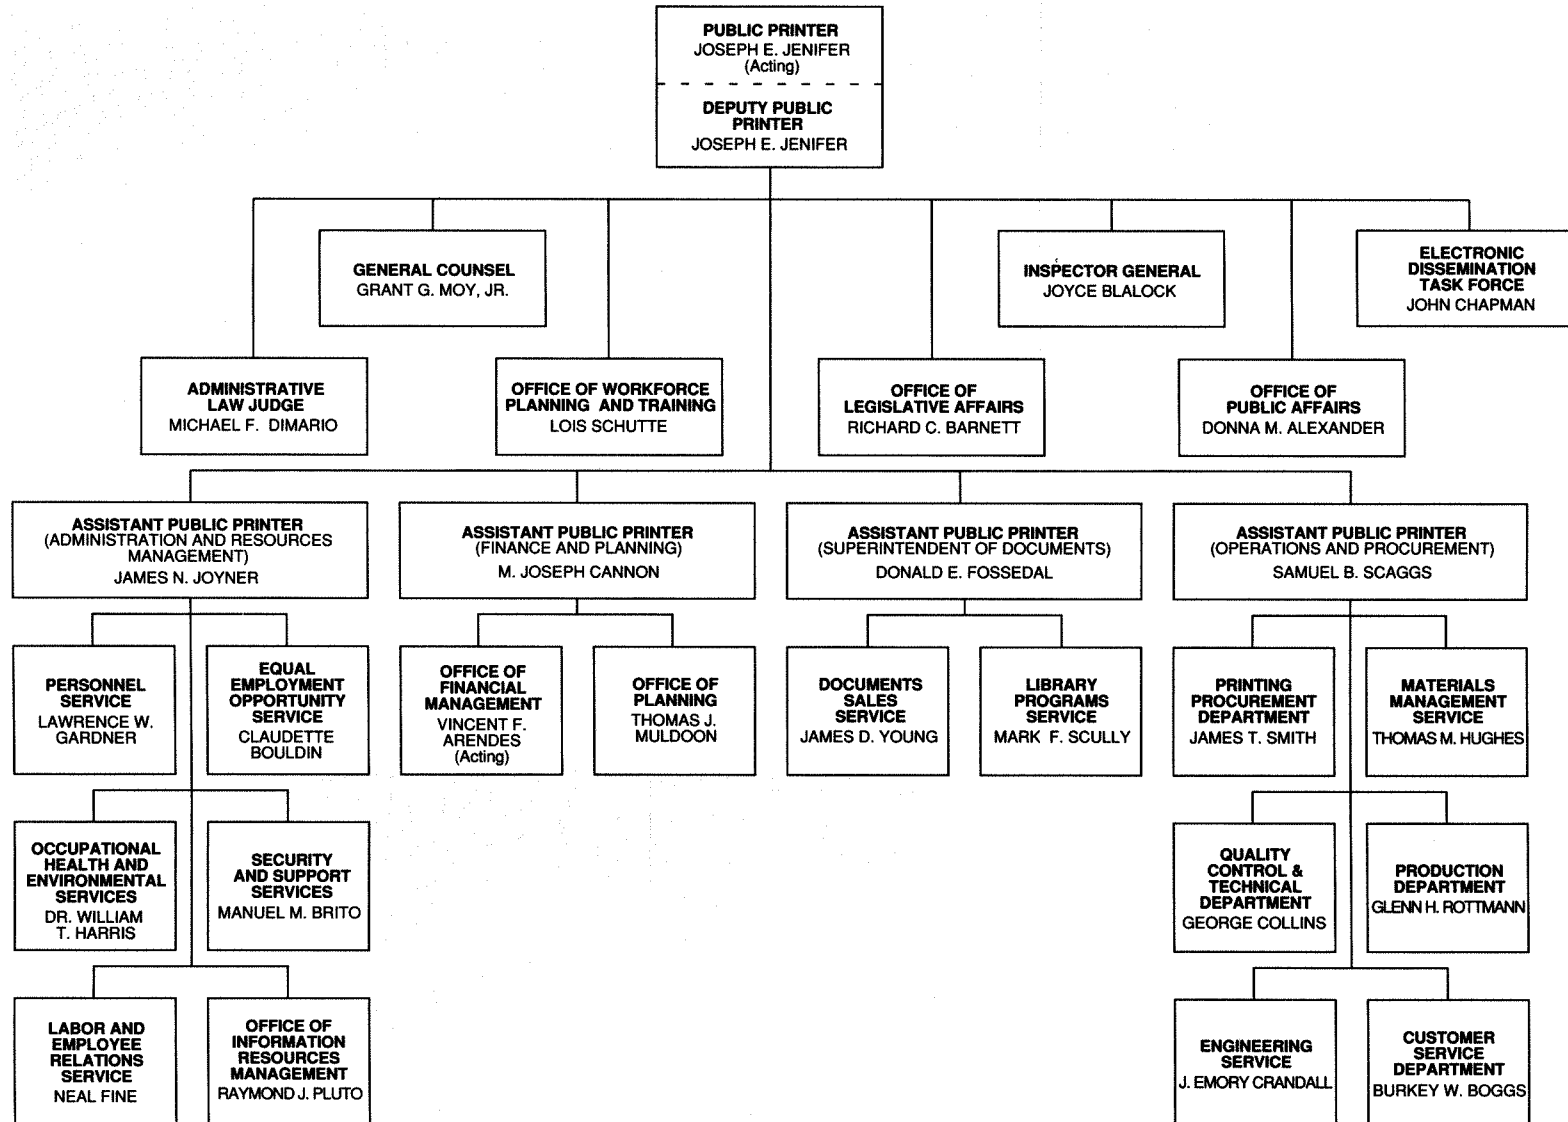 PUBLIC PRINTER
JOSEPH E. JENIFER
(Acting)
DEPUTY PUBLIC
PRINTER
JOSEPH E. JENIFER
GENERAL COUNSEL
GRANT G. MOY, JR.
INSPECTOR GENERAL
JOYCE BLALOCK
ELECTRONIC
DISSEMINATION
TASK FORCE
JOHN CHAPMAN
ADMINISTRATIVE
LAW JUDGE
MICHAEL F. DIMARIO
OFFICE OF WORKFORCE
PLANNING AND TRAINING
LOIS SCHUTTE
OFFICE OF
LEGISLATIVE AFFAIRS
RICHARD C. BARNETT
OFFICE OF
PUBLIC AFFAIRS
DONNA M. ALEXANDER
ASSISTANT PUBLIC PRINTER
(ADMINISTRATION AND RESOURCES
MANAGEMENT)
JAMES N. JOYNER
ASSISTANT PUBLIC PRINTER
(FINANCE AND PLANNING)
M. JOSEPH CANNON
ASSISTANT PUBLIC PRINTER
(SUPERINTENDENT OF DOCUMENTS)
DONALD E. FOSSEDAL
ASSISTANT PUBLIC PRINTER
(OPERATIONS AND PROCUREMENT)
SAMUEL B. SCAGGS
PERSONNEL
SERVICE
LAWRENCE W.
GARDNER
EQUAL
EMPLOYMENT
OPPORTUNITY
SERVICE
CLAUDETTE
BOULDIN
OFFICE OF
FINANCIAL
MANAGEMENT
VINCENT F.
ARENDES
(Acting)
OFFICE OF
PLANNING
THOMAS J.
MULDOON
DOCUMENTS
SALES
SERVICE
JAMES D. YOUNG
LIBRARY
PROGRAMS
SERVICE
MARK F. SCULLY
PRINTING
PROCUREMENT
DEPARTMENT
JAMES T. SMITH
MATERIALS
MANAGEMENT
SERVICE
THOMAS M. HUGHES
OCCUPATIONAL
HEALTH AND
ENVIRONMENTAL
SERVICES
DR. WILLIAM
T. HARRIS
SECURITY
AND SUPPORT
SERVICES
MANUEL M. BRITO
QUALITY
CONTROL &
TECHNICAL
DEPARTMENT
GEORGE COLLINS
PRODUCTION
DEPARTMENT
GLENN H. ROTTMANN
LABOR AND
EMPLOYEE
RELATIONS
SERVICE
NEAL FINE
OFFICE OF
INFORMATION
RESOURCES
MANAGEMENT
RAYMOND J. PLUTO
ENGINEERING
SERVICE
J. EMORY CRANDALL
CUSTOMER
SERVICE
DEPARTMENT
BURKEY W. BOGGS